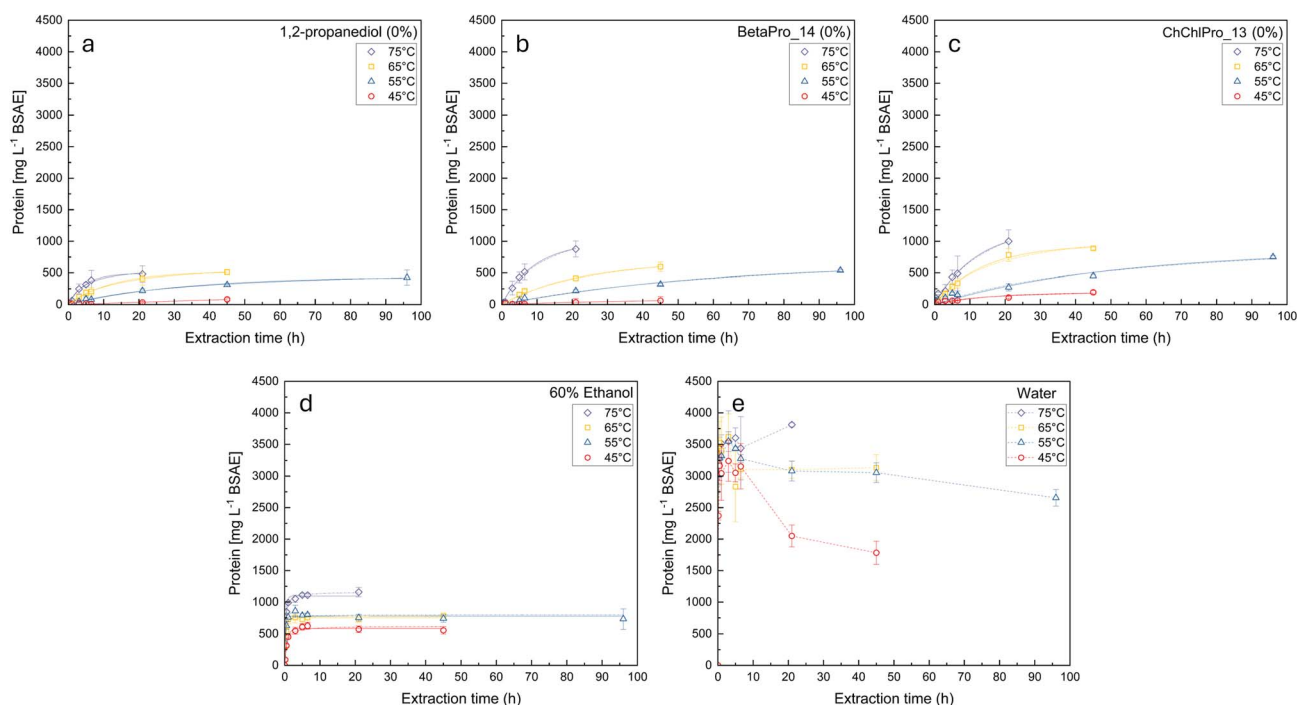 a
1,2-propanediol (0%)
75°C
65°C
55°C
45°C
Protein [mg L⁻¹ BSAE]
4500
4000
3500
3000
2500
2000
1500
1000
500
0
0 10 20 30 40 50 60 70 80 90 100
Extraction time (h)
b
BetaPro_14 (0%)
75°C
65°C
55°C
45°C
Protein [mg L⁻¹ BSAE]
4500
4000
3500
3000
2500
2000
1500
1000
500
0
0 10 20 30 40 50 60 70 80 90 100
Extraction time (h)
c
ChChlPro_13 (0%)
75°C
65°C
55°C
45°C
Protein [mg L⁻¹ BSAE]
4500
4000
3500
3000
2500
2000
1500
1000
500
0
0 10 20 30 40 50 60 70 80 90 100
Extraction time (h)
d
60% Ethanol
75°C
65°C
55°C
45°C
Protein [mg L⁻¹ BSAE]
4500
4000
3500
3000
2500
2000
1500
1000
500
0
0 10 20 30 40 50 60 70 80 90 100
Extraction time (h)
e
Water
75°C
65°C
55°C
45°C
Protein [mg L⁻¹ BSAE]
4500
4000
3500
3000
2500
2000
1500
1000
500
0
0 10 20 30 40 50 60 70 80 90 100
Extraction time (h)